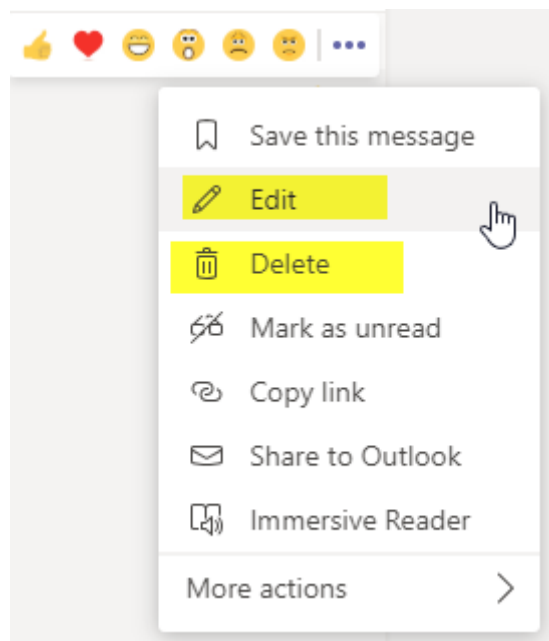 Save this message
Edit
Delete
Mark as unread
Copy link
Share to Outlook
Immersive Reader
More actions